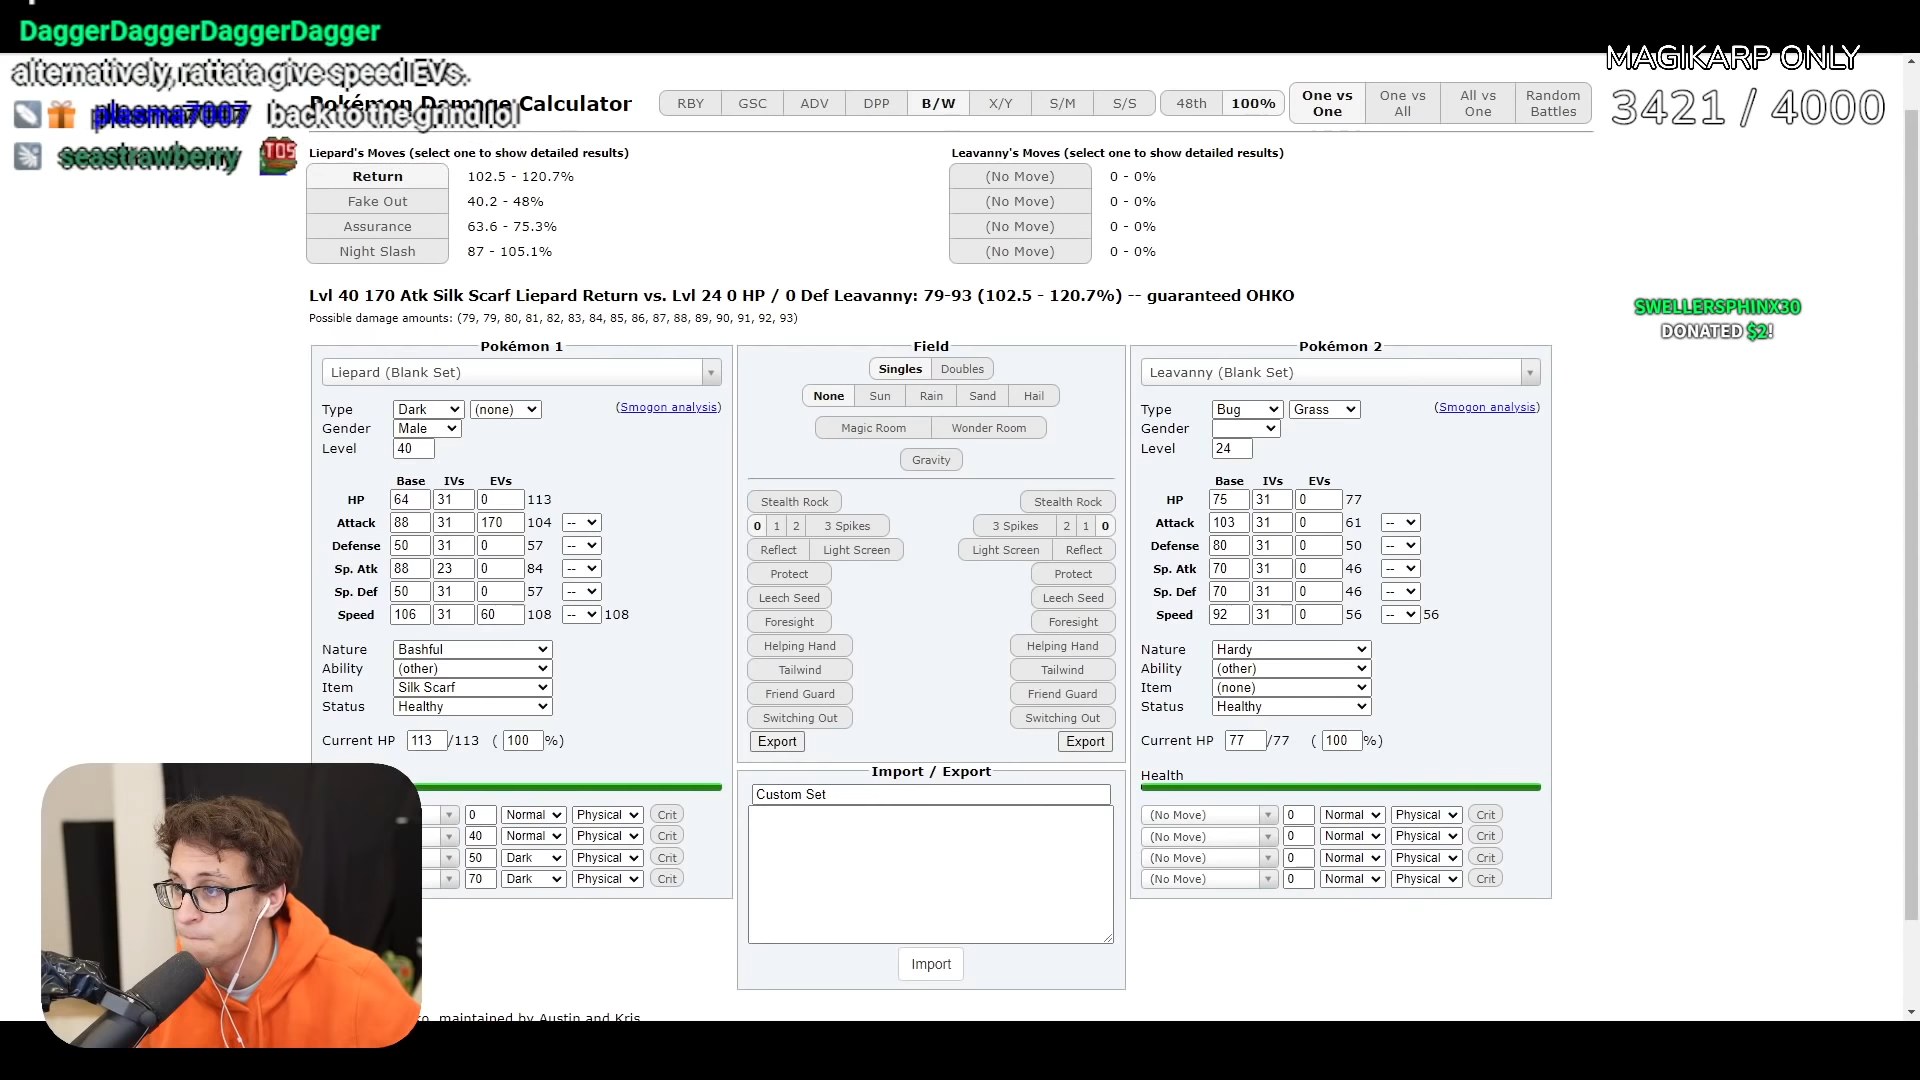 DaggerDaggerDaggerDagger
alternatively, rattata give speed EVs.
plasma7007 back to the grind lol
seastrawberry TOS
MAGIKARP ONLY
3421 / 4000
Pokémon Damage Calculator
RBY GSC ADV DPP B/W X/Y S/M S/S 48th 100% One vs One One vs All All vs One Random Battles
Liepard's Moves (select one to show detailed results)
Return 102.5 - 120.7%
Fake Out 40.2 - 48%
Assurance 63.6 - 75.3%
Night Slash 87 - 105.1%
Leavanny's Moves (select one to show detailed results)
(No Move) 0 - 0%
(No Move) 0 - 0%
(No Move) 0 - 0%
(No Move) 0 - 0%
Lvl 40 170 Atk Silk Scarf Liepard Return vs. Lvl 24 0 HP / 0 Def Leavanny: 79-93 (102.5 - 120.7%) -- guaranteed OHKO
Possible damage amounts: (79, 79, 80, 81, 82, 83, 84, 85, 86, 87, 88, 89, 90, 91, 92, 93)
SWELLERSPHINX30
DONATED $2!
Pokémon 1
Liepard (Blank Set)
Type Dark (none) (Smogon analysis)
Gender Male
Level 40
Base IVs EVs
HP 64 31 0 113
Attack 88 31 170 104 --
Defense 50 31 0 57 --
Sp. Atk 88 23 0 84 --
Sp. Def 50 31 0 57 --
Speed 106 31 60 108 -- 108
Nature Bashful
Ability (other)
Item Silk Scarf
Status Healthy
Current HP 113 /113 ( 100 %)
0 Normal Physical Crit
40 Normal Physical Crit
50 Dark Physical Crit
70 Dark Physical Crit
Field
Singles Doubles
None Sun Rain Sand Hail
Magic Room Wonder Room
Gravity
Stealth Rock Stealth Rock
0 1 2 3 Spikes 3 Spikes 2 1 0
Reflect Light Screen Light Screen Reflect
Protect Protect
Leech Seed Leech Seed
Foresight Foresight
Helping Hand Helping Hand
Tailwind Tailwind
Friend Guard Friend Guard
Switching Out Switching Out
Export Export
Import / Export
Custom Set
Import
Pokémon 2
Leavanny (Blank Set)
Type Bug Grass (Smogon analysis)
Gender
Level 24
Base IVs EVs
HP 75 31 0 77
Attack 103 31 0 61 --
Defense 80 31 0 50 --
Sp. Atk 70 31 0 46 --
Sp. Def 70 31 0 46 --
Speed 92 31 0 56 -- 56
Nature Hardy
Ability (other)
Item (none)
Status Healthy
Current HP 77 /77 ( 100 %)
Health
(No Move) 0 Normal Physical Crit
(No Move) 0 Normal Physical Crit
(No Move) 0 Normal Physical Crit
(No Move) 0 Normal Physical Crit
maintained by Austin and Kris